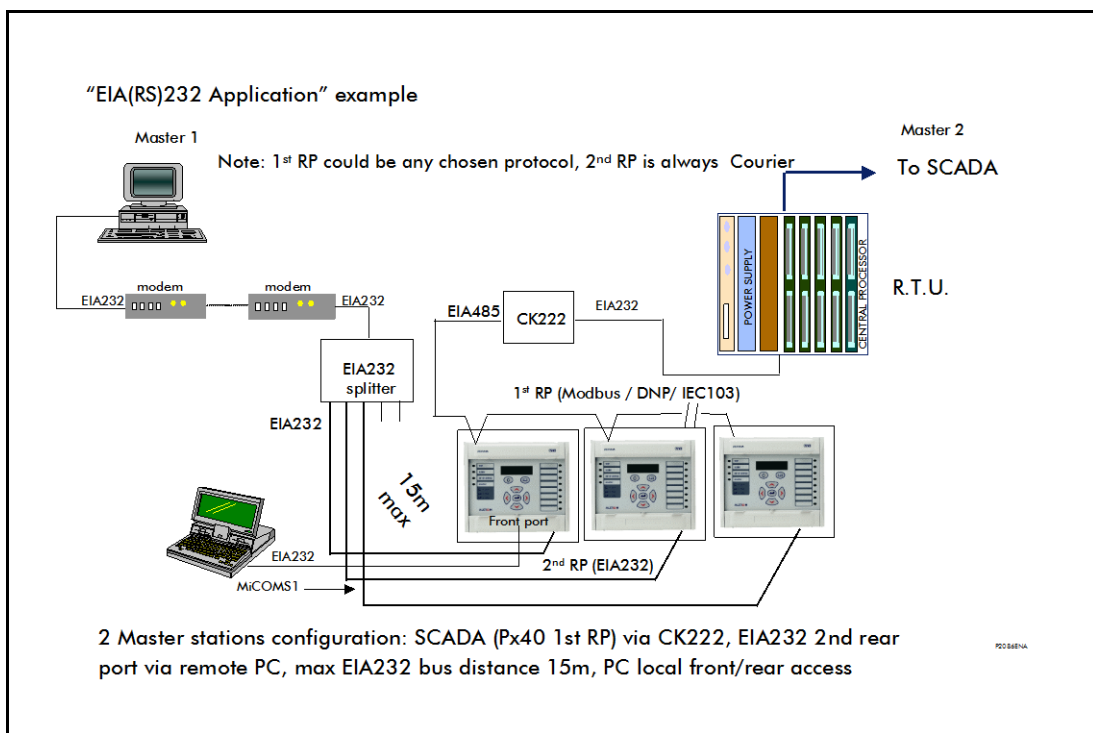 “EIA(RS)232 Application” example
Master 1
Master 2
Note: 1st RP could be any chosen protocol, 2nd RP is always Courier
To SCADA
POWER SUPPLY
CENTRAL PROCESSOR
R.T.U.
modem
modem
EIA232
EIA232
EIA485
CK222
EIA232
EIA232
splitter
1st RP (Modbus / DNP/ IEC103)
EIA232
15m
max
Front port
EIA232
2nd RP (EIA232)
MiCOMS1
2 Master stations configuration: SCADA (Px40 1st RP) via CK222, EIA232 2nd rear
port via remote PC, max EIA232 bus distance 15m, PC local front/rear access
P2086ENA